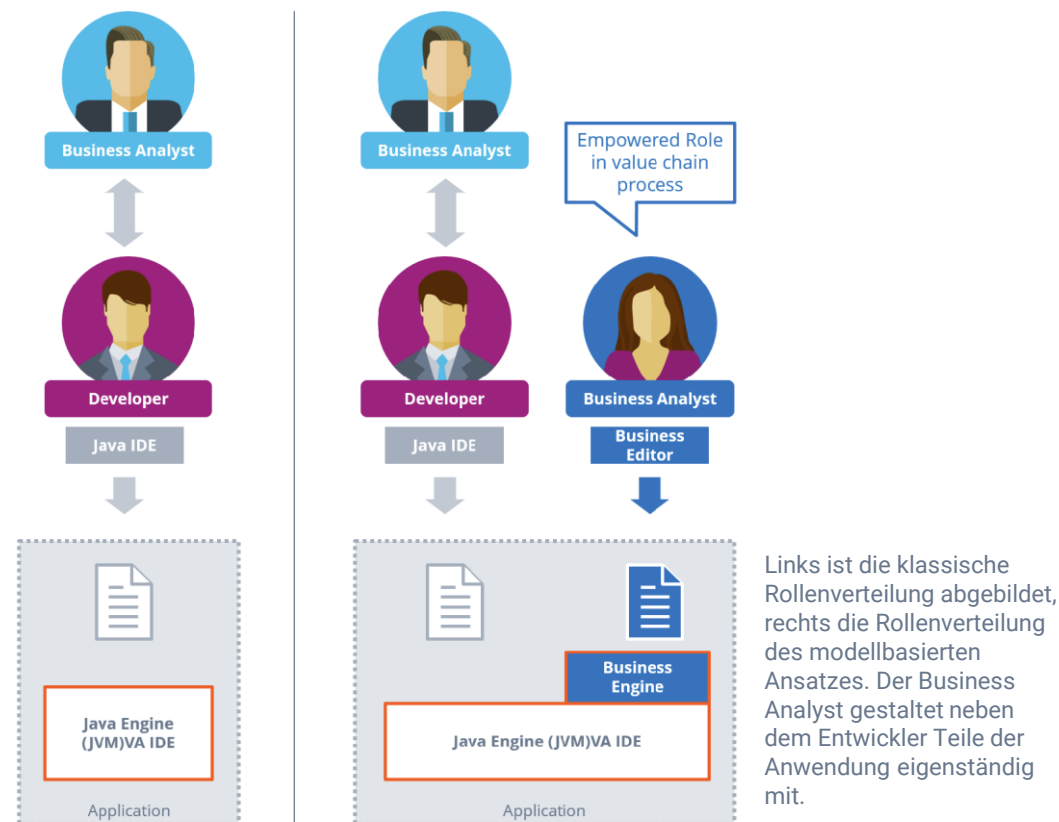 Business Analyst
Developer
Java IDE
Java Engine
(JVM)VA IDE
Application
Business Analyst
Empowered Role
in value chain
process
Developer
Business Analyst
Java IDE
Business
Editor
Business
Engine
Java Engine (JVM)VA IDE
Application
Links ist die klassische
Rollenverteilung abgebildet,
rechts die Rollenverteilung
des modellbasierten
Ansatzes. Der Business
Analyst gestaltet neben
dem Entwickler Teile der
Anwendung eigenständig
mit.